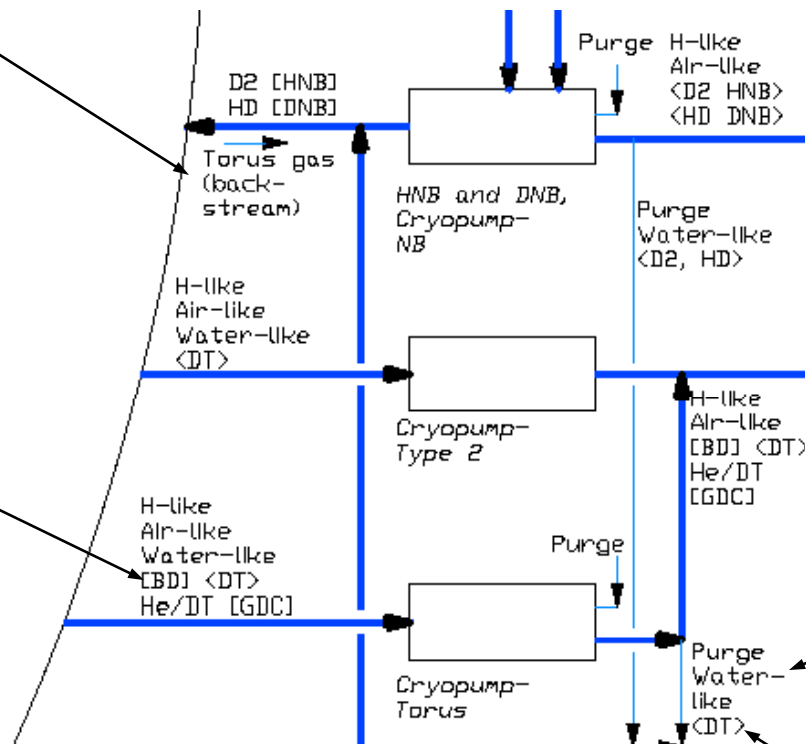 D2 [HNB]
HD [DNB]
Torus gas
(back-
stream)
Purge
H-like
Air-like
<D2 HNB>
<HD DNB>
HNB and DNB,
Cryopump-
NB
Purge
Water-like
<D2, HD>
H-like
Air-like
Water-like
<DT>
Cryopump-
Type 2
H-like
Air-like
[BD] <DT>
He/DT
[GDC]
H-like
Air-like
Water-like
[BD] <DT>
He/DT [GDC]
Purge
Cryopump-
Torus
Purge
Water-
like
<DT>